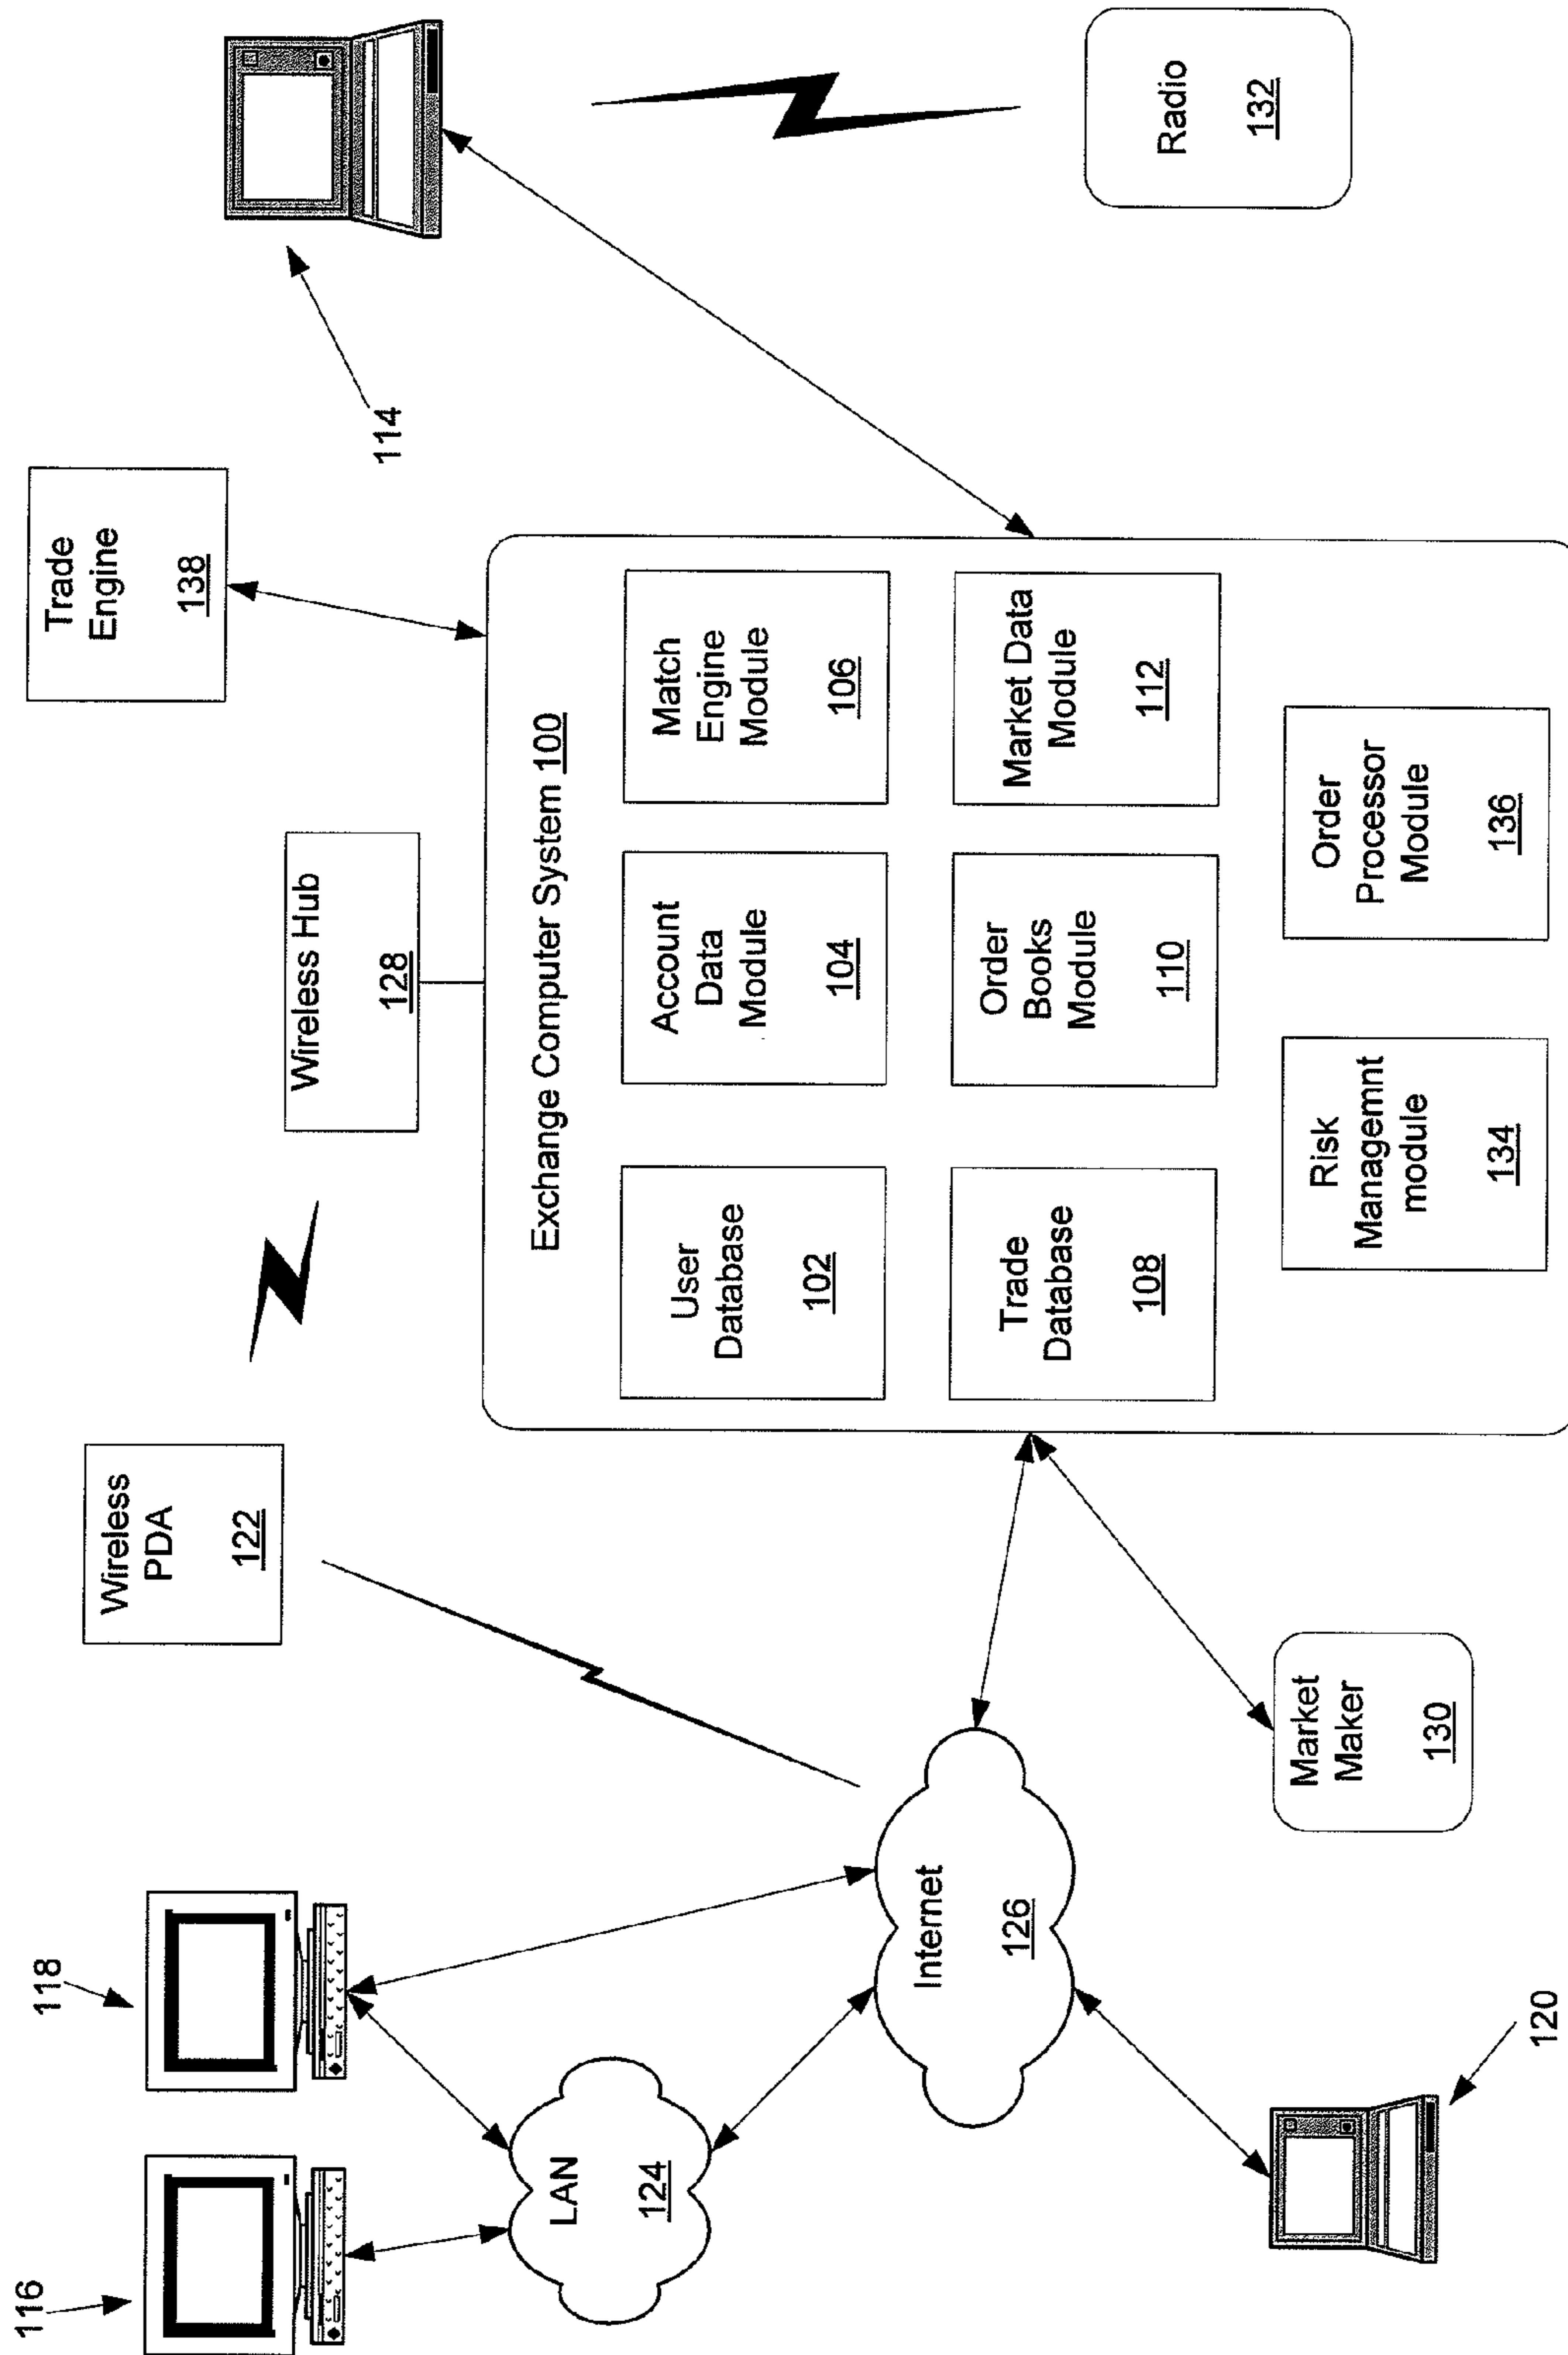 116
118
Wireless
PDA
122
Wireless Hub
128
Trade
Engine
138
114
LAN
124
Internet
126
Exchange Computer System 100
User
Database
102
Account
Data
Module
104
Match
Engine
Module
106
Trade
Database
108
Order
Books
Module
110
Market Data
Module
112
Risk
Managemnt
module
134
Order
Processor
Module
136
120
Market
Maker
130
Radio
132